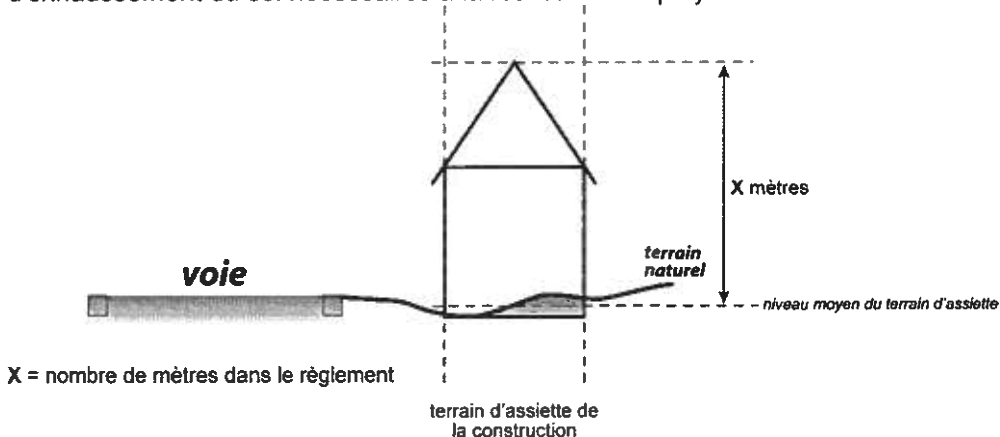 X mètres
voie
terrain
naturel
niveau moyen du terrain d'assiette
X = nombre de mètres dans le règlement
terrain d'assiette de
la construction